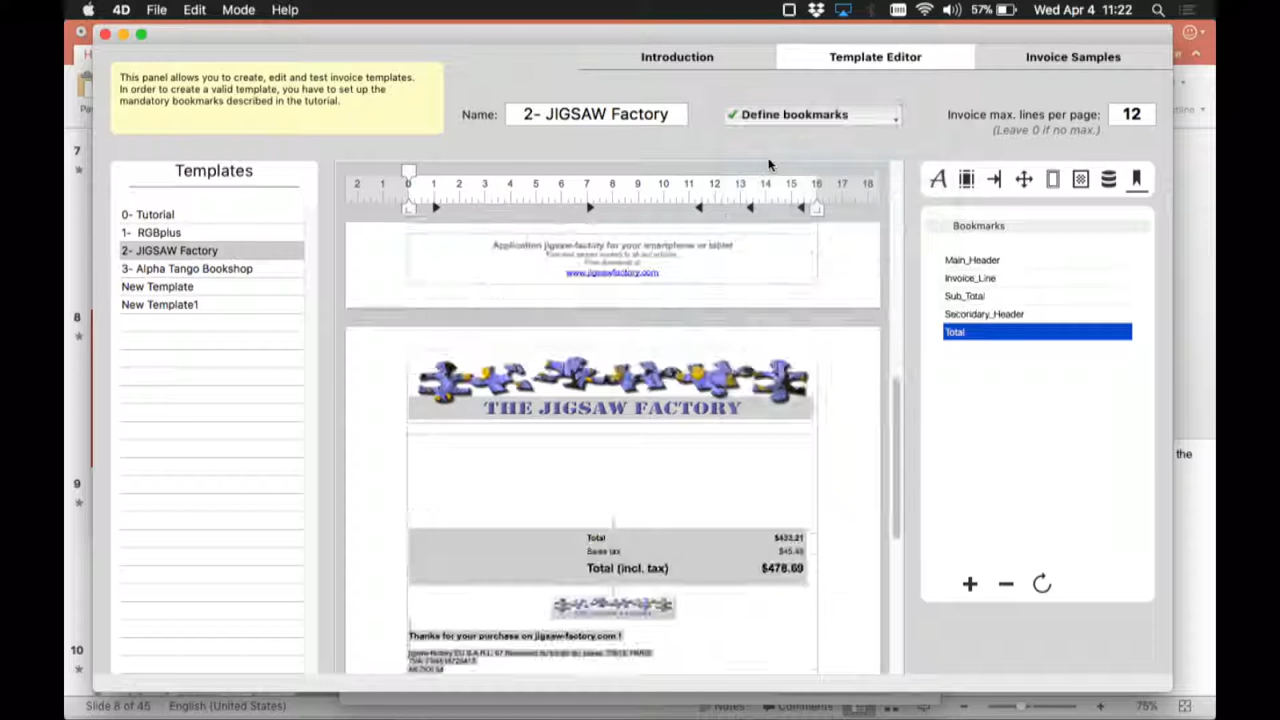 4D File Edit Mode Help
57% Wed Apr 4 11:22
Introduction
Template Editor
Invoice Samples
This panel allows you to create, edit and test invoice templates.
In order to create a valid template, you have to set up the
mandatory bookmarks described in the tutorial.
Name: 2- JIGSAW Factory
Define bookmarks
Invoice max. lines per page: 12
(Leave 0 if no max.)
Templates
0- Tutorial
1- RGBplus
2- JIGSAW Factory
3- Alpha Tango Bookshop
New Template
New Template1
2 1 0 1 2 3 4 5 6 7 8 9 10 11 12 13 14 15 16 17 18
Application jigsaw-factory for your smartphone or tablet
www.jigsawfactory.com
THE JIGSAW FACTORY
Total $433.21
Sales tax $45.48
Total (incl. tax) $478.69
Thanks for your purchase on jigsaw-factory.com !
Bookmarks
Main_Header
Invoice_Line
Sub_Total
Secondary_Header
Total
7
8
9
10
the
Slide 8 of 45 English (United States)
Notes Comments
75%